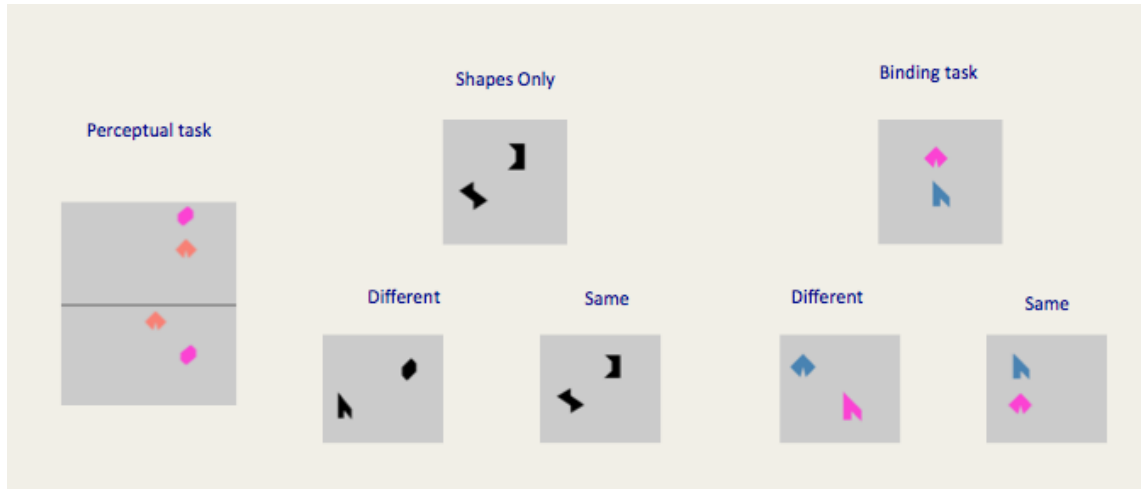 Perceptual task
Shapes Only
Binding task
Different
Same
Different
Same